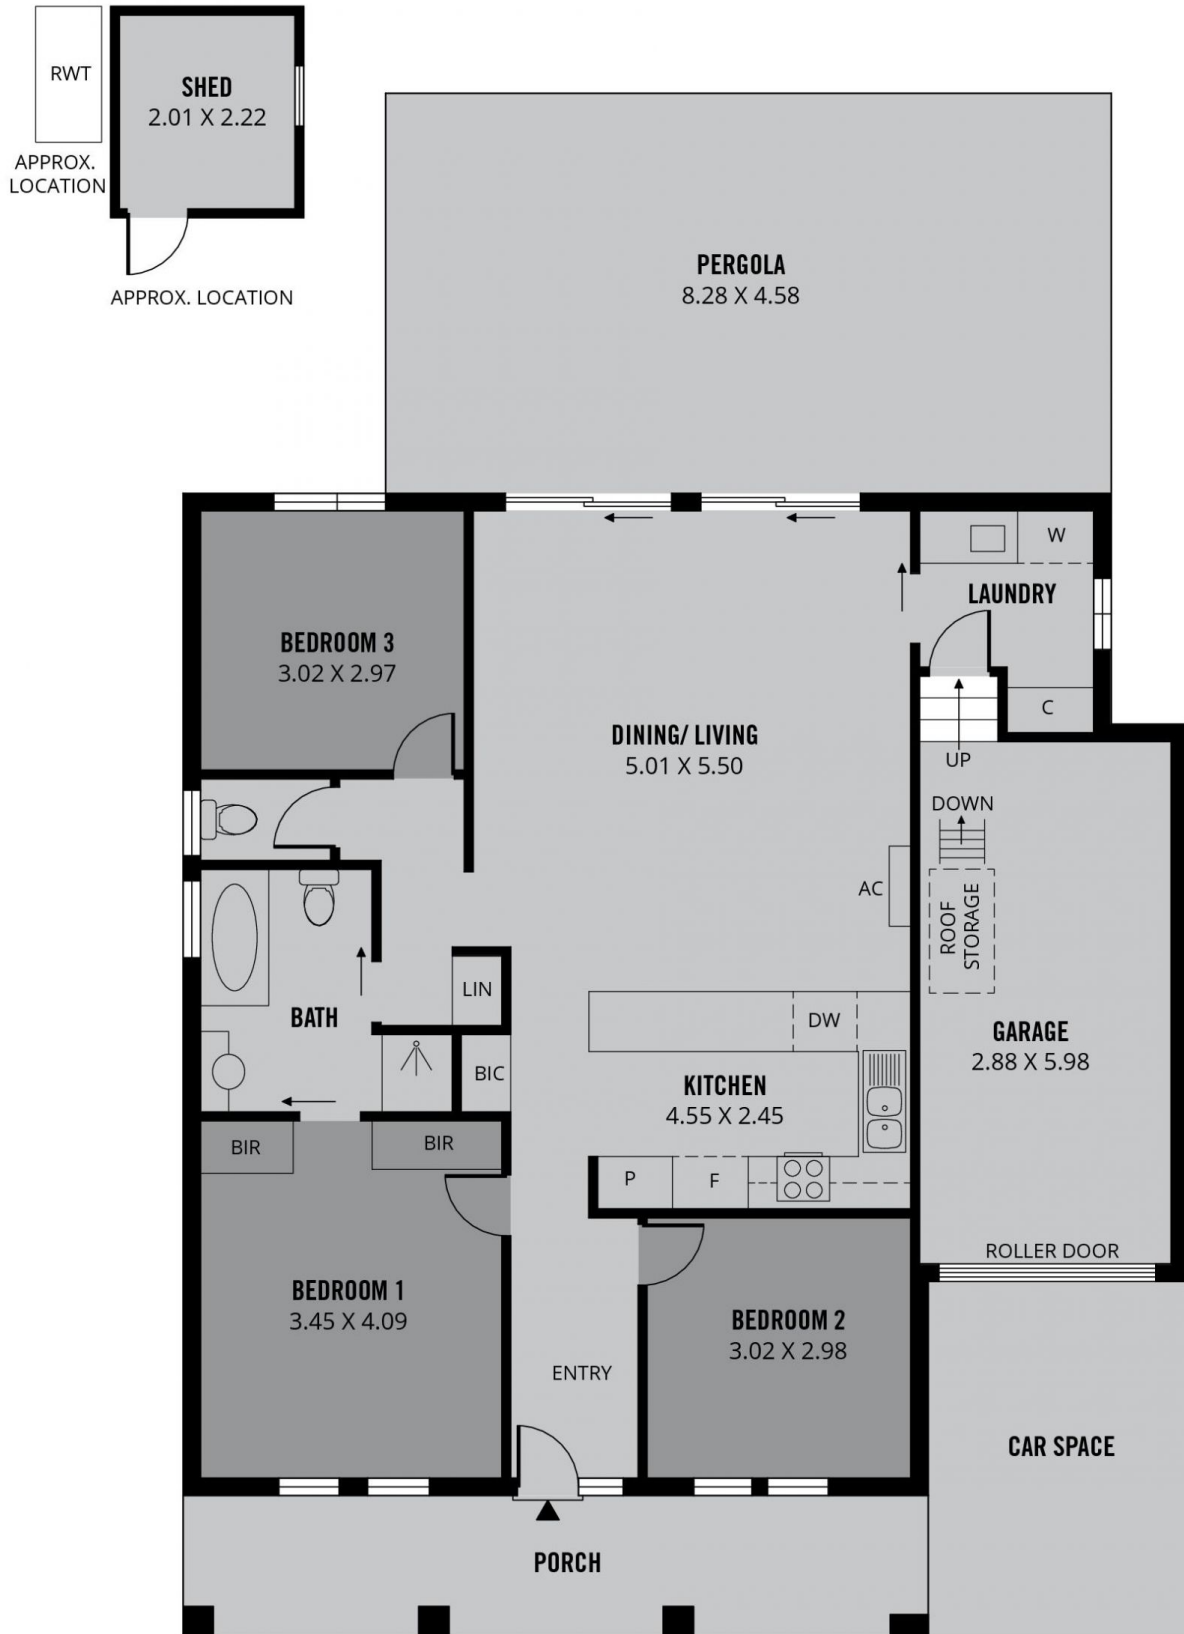 RWT
APPROX.
LOCATION
SHED
2.01 X 2.22
APPROX. LOCATION
PERGOLA
8.28 X 4.58
BEDROOM 3
3.02 X 2.97
DINING/ LIVING
5.01 X 5.50
W
LAUNDRY
C
UP
DOWN
ROOF
STORAGE
AC
GARAGE
2.88 X 5.98
ROLLER DOOR
LIN
BATH
BIC
DW
KITCHEN
4.55 X 2.45
P
F
BIR
BIR
BEDROOM 1
3.45 X 4.09
BEDROOM 2
3.02 X 2.98
ENTRY
CAR SPACE
PORCH